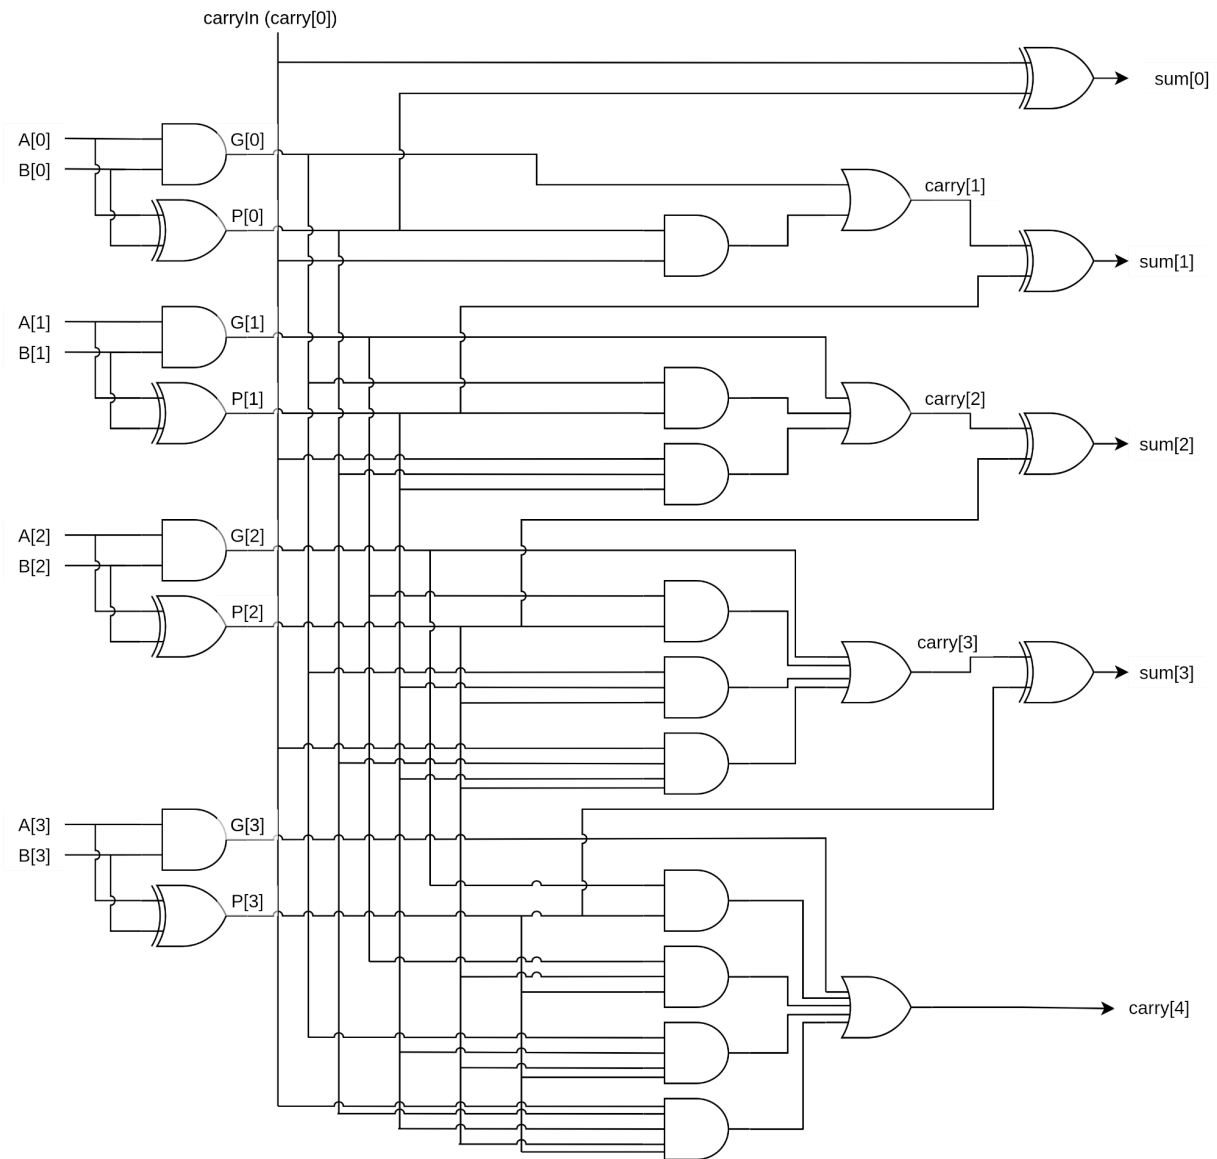 carryIn (carry[0])
sum[0]
A[0]
G[0]
B[0]
carry[1]
P[0]
sum[1]
A[1]
G[1]
B[1]
P[1]
carry[2]
sum[2]
A[2]
G[2]
B[2]
P[2]
carry[3]
sum[3]
A[3]
G[3]
B[3]
P[3]
carry[4]